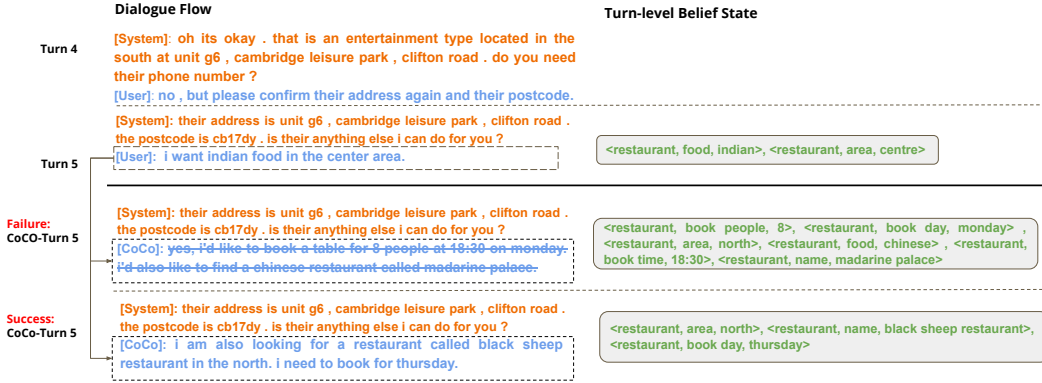 Dialogue Flow
Turn-level Belief State
Turn 4
[System]: oh its okay . that is an entertainment type located in the
south at unit g6 , cambridge leisure park , clifton road . do you need
their phone number ?
[User]: no , but please confirm their address again and their postcode.
Turn 5
[System]: their address is unit g6 , cambridge leisure park , clifton road .
the postcode is cb17dy . is their anything else i can do for you ?
[User]: i want indian food in the center area.
<restaurant, food, indian>, <restaurant, area, centre>
Failure:
CoCO-Turn 5
[System]: their address is unit g6 , cambridge leisure park , clifton road .
the postcode is cb17dy . is their anything else i can do for you ?
[CoCo]: yes, i'd like to book a table for 8 people at 18:30 on monday.
i'd also like to find a chinese restaurant called madarine palace.
<restaurant, book people, 8>, <restaurant, book day, monday> ,
<restaurant, area, north>, <restaurant, food, chinese> , <restaurant,
book time, 18:30>, <restaurant, name, madarine palace>
Success:
CoCo-Turn 5
[System]: their address is unit g6 , cambridge leisure park , clifton road .
the postcode is cb17dy . is their anything else i can do for you ?
[CoCo]: i am also looking for a restaurant called black sheep
restaurant in the north. i need to book for thursday.
<restaurant, area, north>, <restaurant, name, black sheep restaurant>,
<restaurant, book day, thursday>